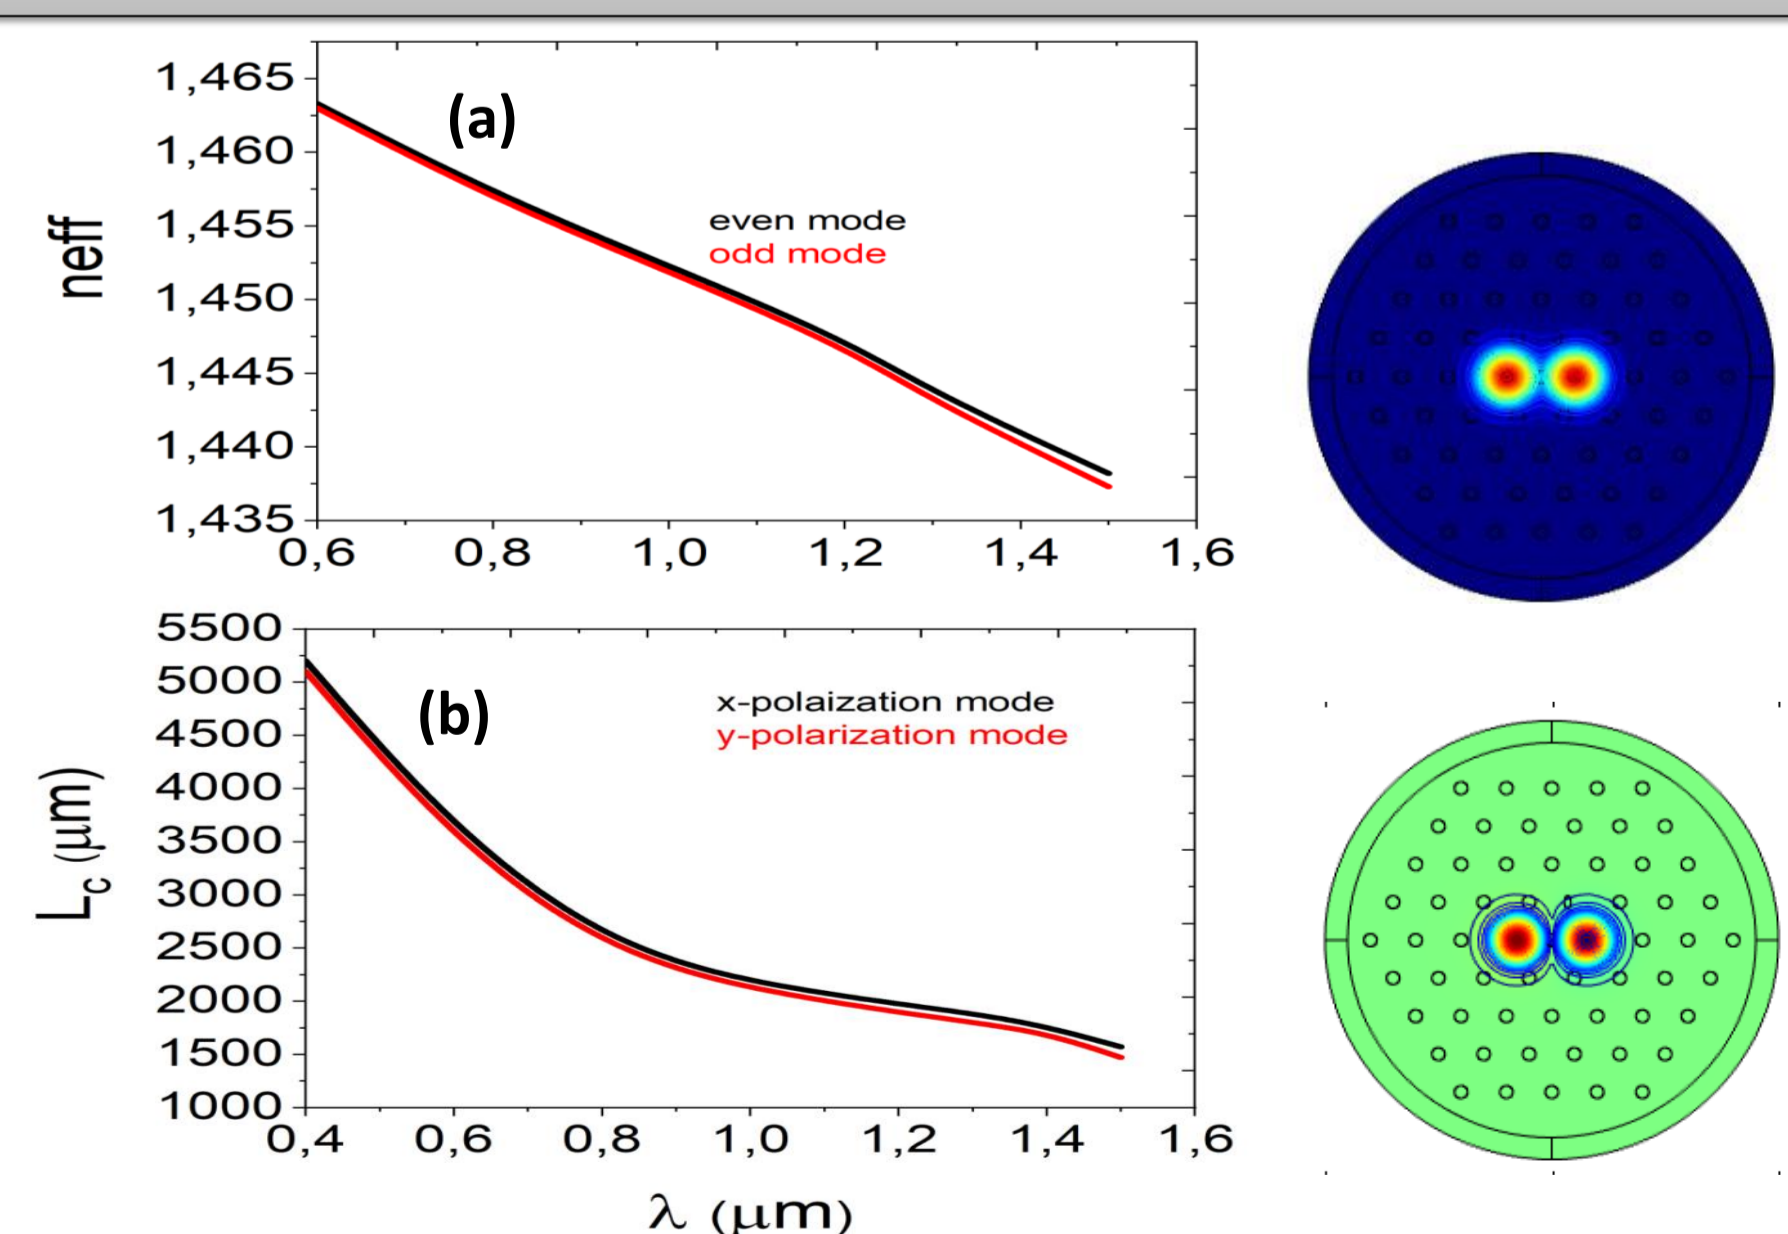 1,465
1,460
1,455
1,450
1,445
1,440
1,435
neff
(a)
even mode
odd mode
0,6 0,8 1,0 1,2 1,4 1,6
5500
5000
4500
4000
3500
3000
2500
2000
1500
1000
Lc (μm)
(b)
x-polaization mode
y-polarization mode
0,4 0,6 0,8 1,0 1,2 1,4 1,6
λ (μm)